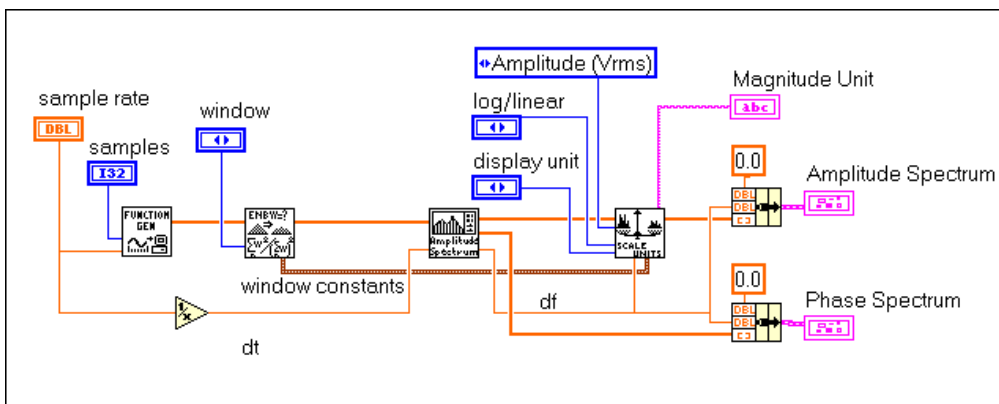 Amplitude (Vrms)
Magnitude Unit
abc
sample rate
DBL
window
log/linear
samples
I32
display unit
0.0
Amplitude Spectrum
DBL
DBL
FUNCTION
GEN
ENBW=?
Amplitude
Spectrum
SCALE
UNITS
window constants
df
0.0
Phase Spectrum
DBL
DBL
1/x
dt